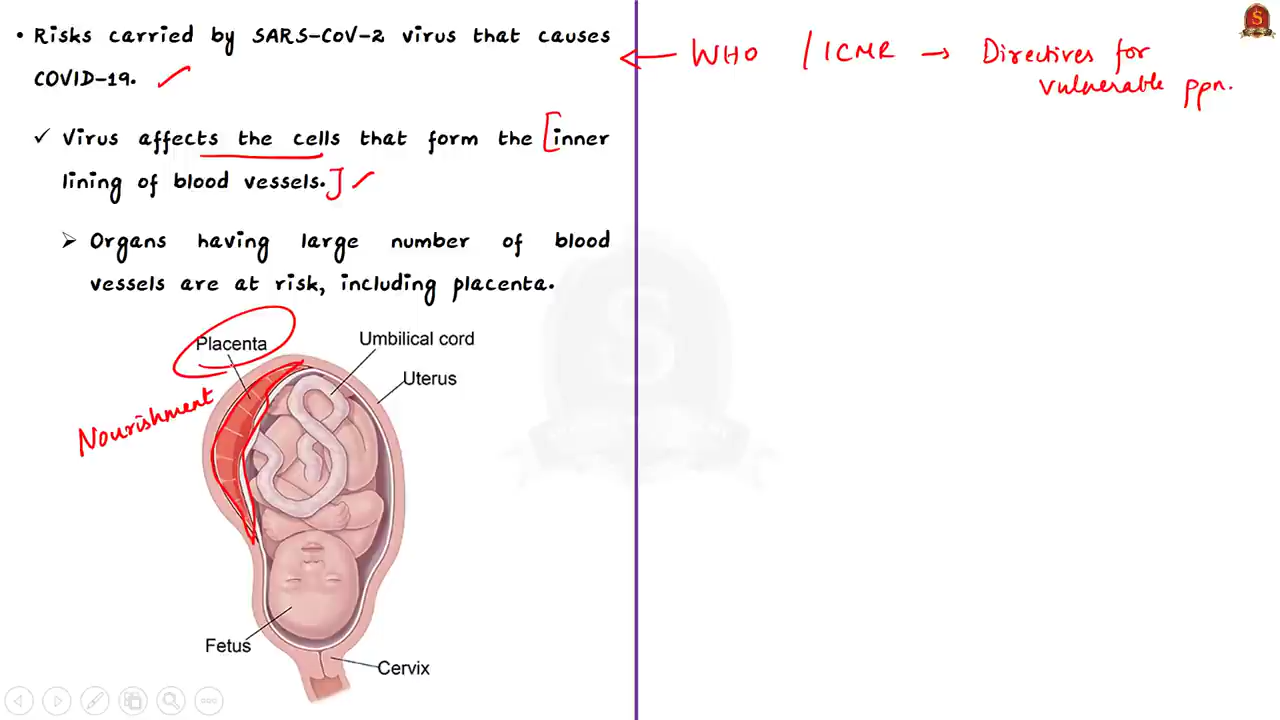 • Risks carried by SARS-CoV-2 virus that causes
COVID-19.
✓ Virus affects the cells that form the [inner
lining of blood vessels.]
➢ Organs having large number of blood
vessels are at risk, including placenta.
Placenta
Umbilical cord
Uterus
Nourishment
Fetus
Cervix
← WHO / ICMR → Directives for
vulnerable ppn.
S